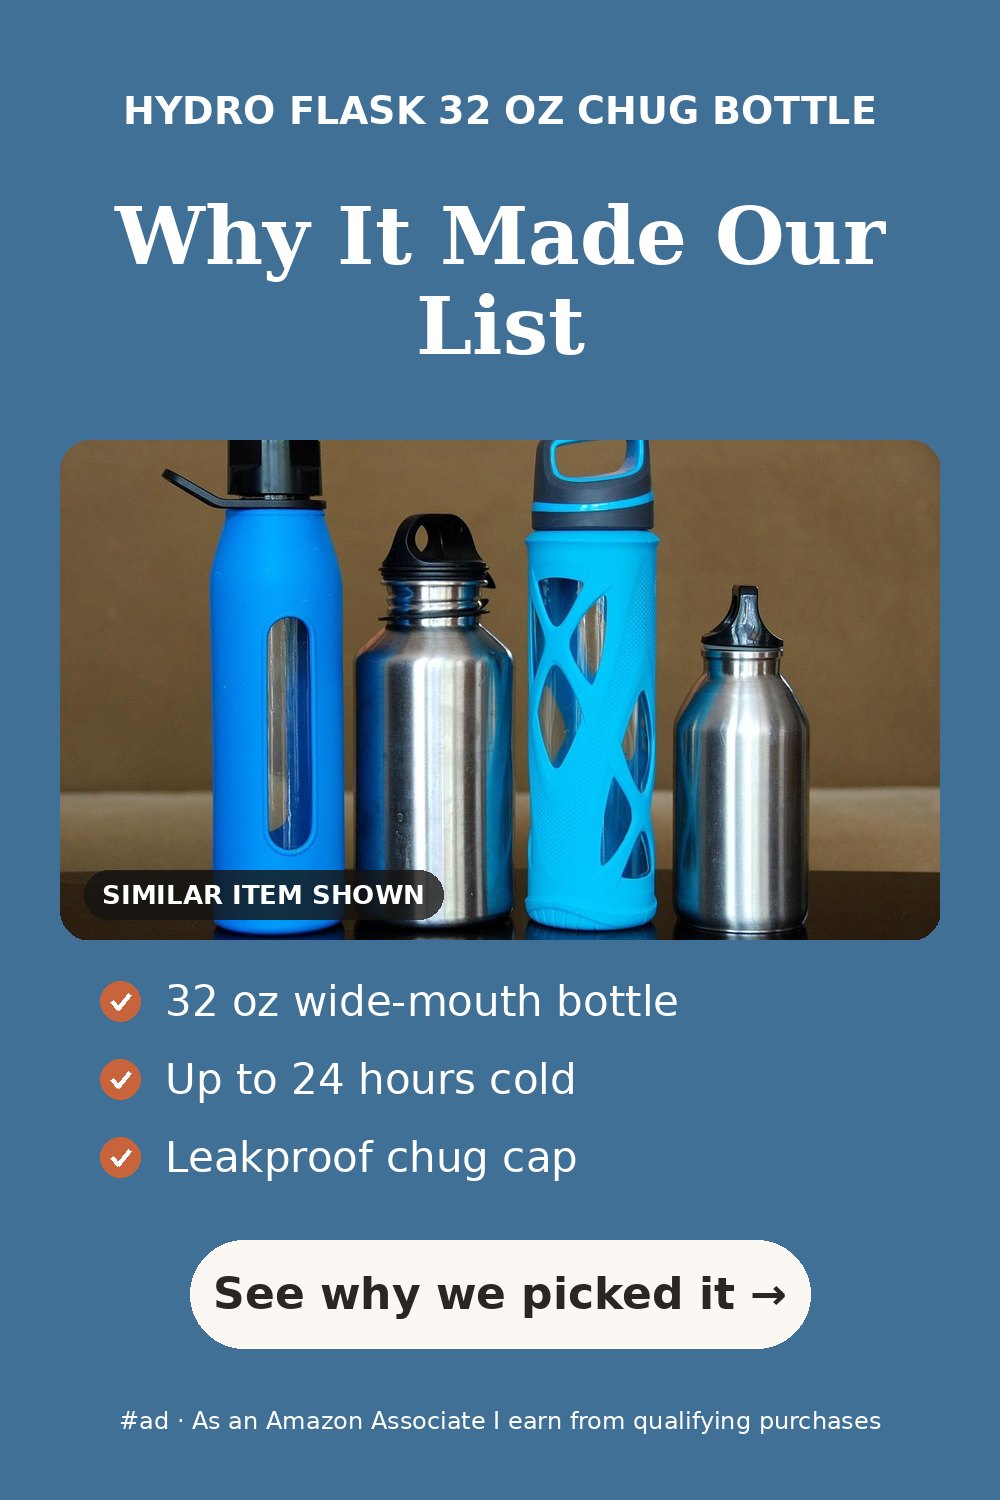 HYDRO FLASK 32 OZ CHUG BOTTLE
Why It Made Our
List
SIMILAR ITEM SHOWN
32 oz wide-mouth bottle
Up to 24 hours cold
Leakproof chug cap
See why we picked it →
#ad · As an Amazon Associate I earn from qualifying purchases